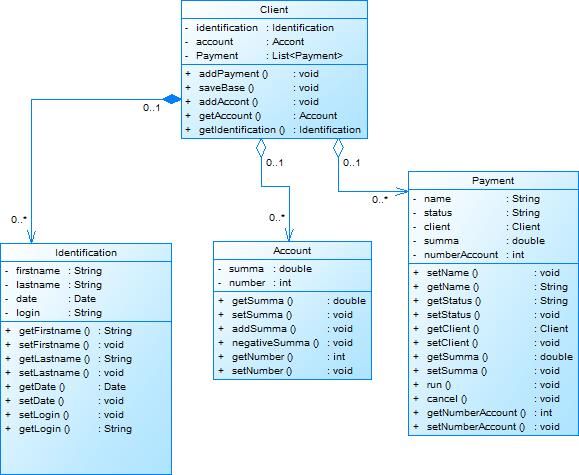 Client
- identification : Identification
- account : Accont
- Payment : List<Payment>
+ addPayment () : void
+ saveBase () : void
+ addAccont () : void
+ getAccount () : Account
+ getIdentification () : Identification
0..1
0..1
0..1
0..*
0..*
0..*
Identification
- firstname : String
- lastname : String
- date : Date
- login : String
+ getFirstname () : String
+ setFirstname () : void
+ getLastname () : String
+ setLastname () : void
+ getDate () : Date
+ setDate () : void
+ setLogin () : void
+ getLogin () : String
Account
- summa : double
- number : int
+ getSumma () : double
+ setSumma () : void
+ addSumma () : void
+ negativeSumma () : void
+ getNumber () : int
+ setNumber () : void
Payment
- name : String
- status : String
- client : Client
- summa : double
- numberAccount : int
+ setName () : void
+ getName () : String
+ getStatus () : String
+ setStatus () : void
+ getClient () : Client
+ setClient () : void
+ getSumma () : double
+ setSumma () : void
+ run () : void
+ cancel () : void
+ getNumberAccount () : int
+ setNumberAccount () : void